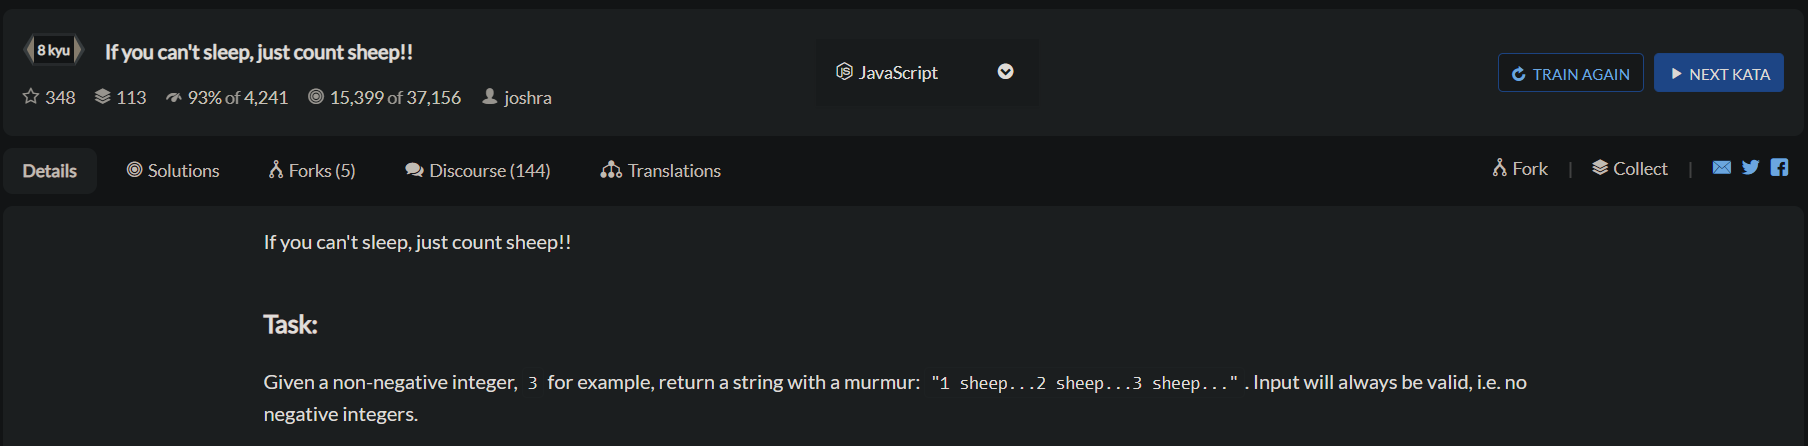 8 kyu If you can't sleep, just count sheep!!
JavaScript
TRAIN AGAIN NEXT KATA
348 113 93% of 4,241 15,399 of 37,156 joshra
Details Solutions Forks (5) Discourse (144) Translations
Fork | Collect |
If you can't sleep, just count sheep!!
Task:
Given a non-negative integer, 3 for example, return a string with a murmur: "1 sheep...2 sheep...3 sheep...". Input will always be valid, i.e. no
negative integers.